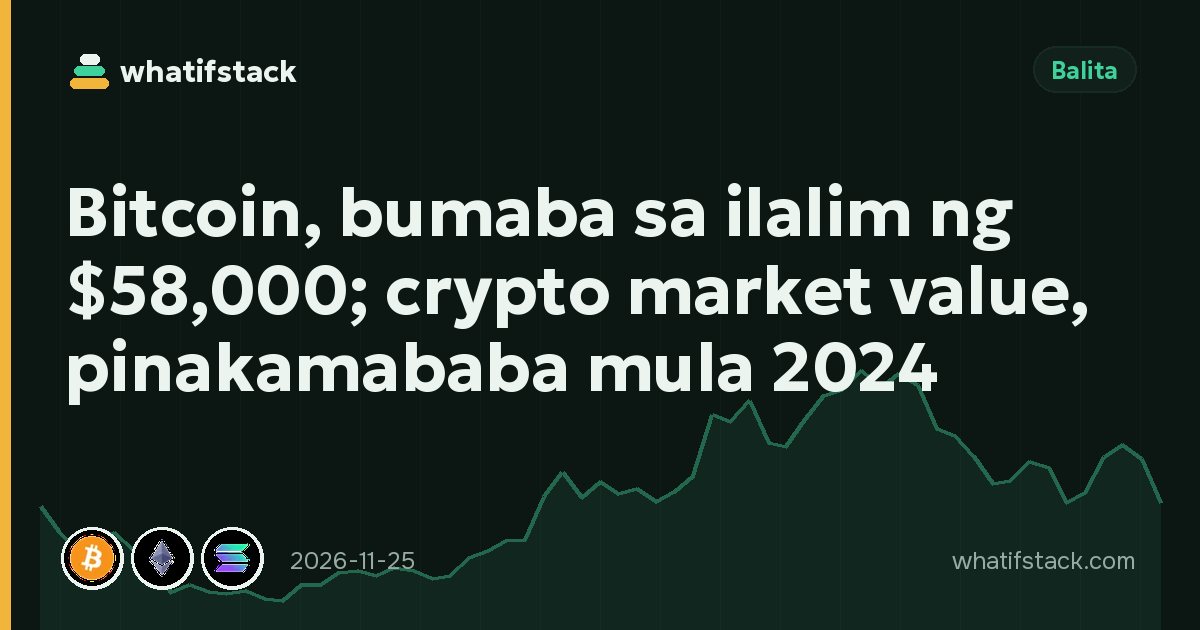 whatifstack
Balita
Bitcoin, bumaba sa ilalim ng
$58,000; crypto market value,
pinakamababa mula 2024
2026-11-25
whatifstack.com